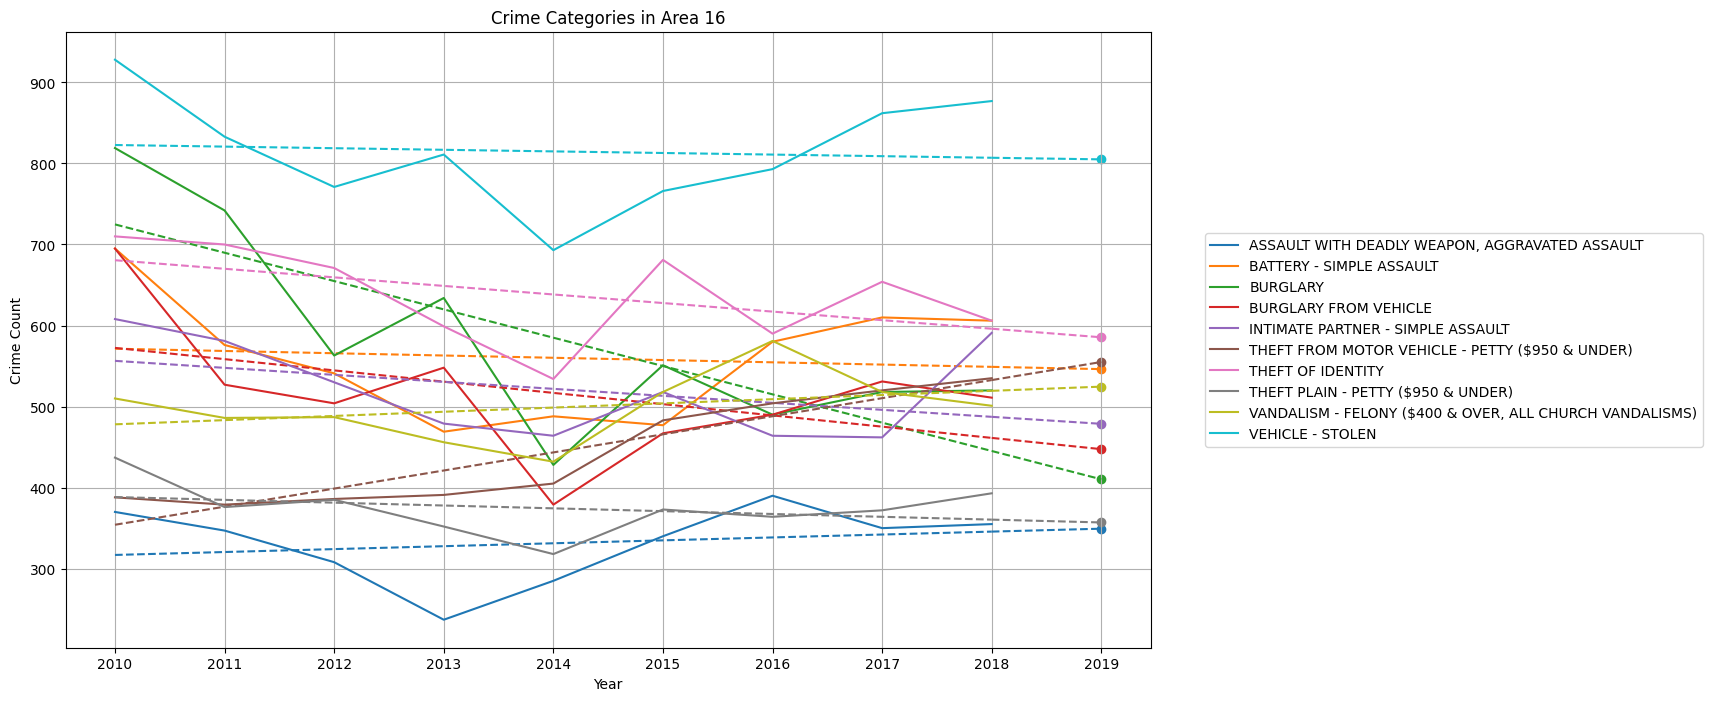 Crime Categories in Area 16
Crime Count
900
800
700
600
500
400
300
2010 2011 2012 2013 2014 2015 2016 2017 2018 2019
Year
ASSAULT WITH DEADLY WEAPON, AGGRAVATED ASSAULT
BATTERY - SIMPLE ASSAULT
BURGLARY
BURGLARY FROM VEHICLE
INTIMATE PARTNER - SIMPLE ASSAULT
THEFT FROM MOTOR VEHICLE - PETTY ($950 & UNDER)
THEFT OF IDENTITY
THEFT PLAIN - PETTY ($950 & UNDER)
VANDALISM - FELONY ($400 & OVER, ALL CHURCH VANDALISMS)
VEHICLE - STOLEN